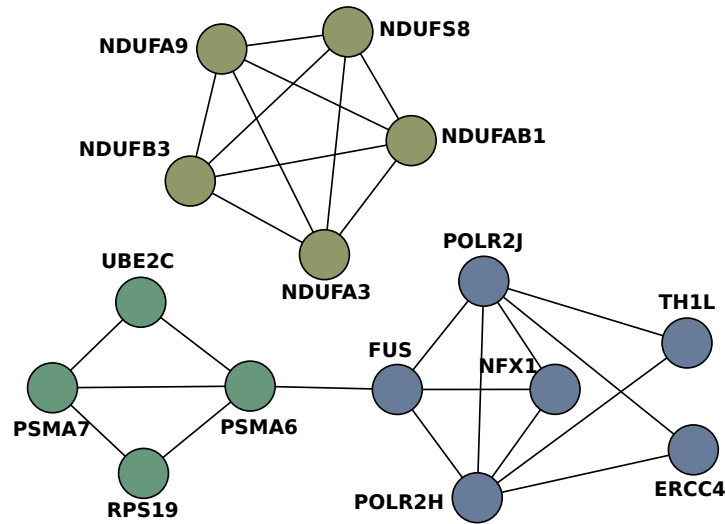 NDUFS8
NDUFA9
NDUFAB1
NDUFB3
NDUFA3
POLR2J
UBE2C
TH1L
FUS
NFX1
PSMA7
PSMA6
ERCC4
POLR2H
RPS19